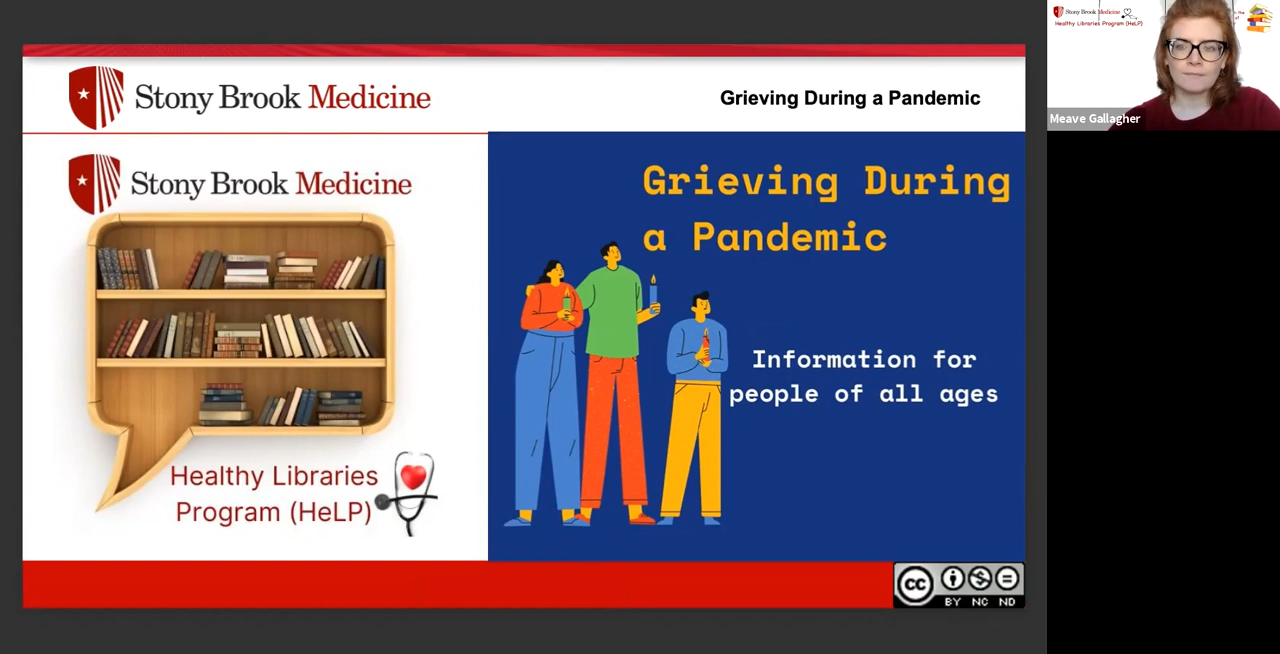 Stony Brook Medicine
Grieving During a Pandemic
Stony Brook Medicine
Healthy Libraries
Program (HeLP)
Grieving During
a Pandemic
Information for
people of all ages
cc
BY NC ND
Stony Brook Medicine
Healthy Libraries Program (HeLP)
Meave Gallagher